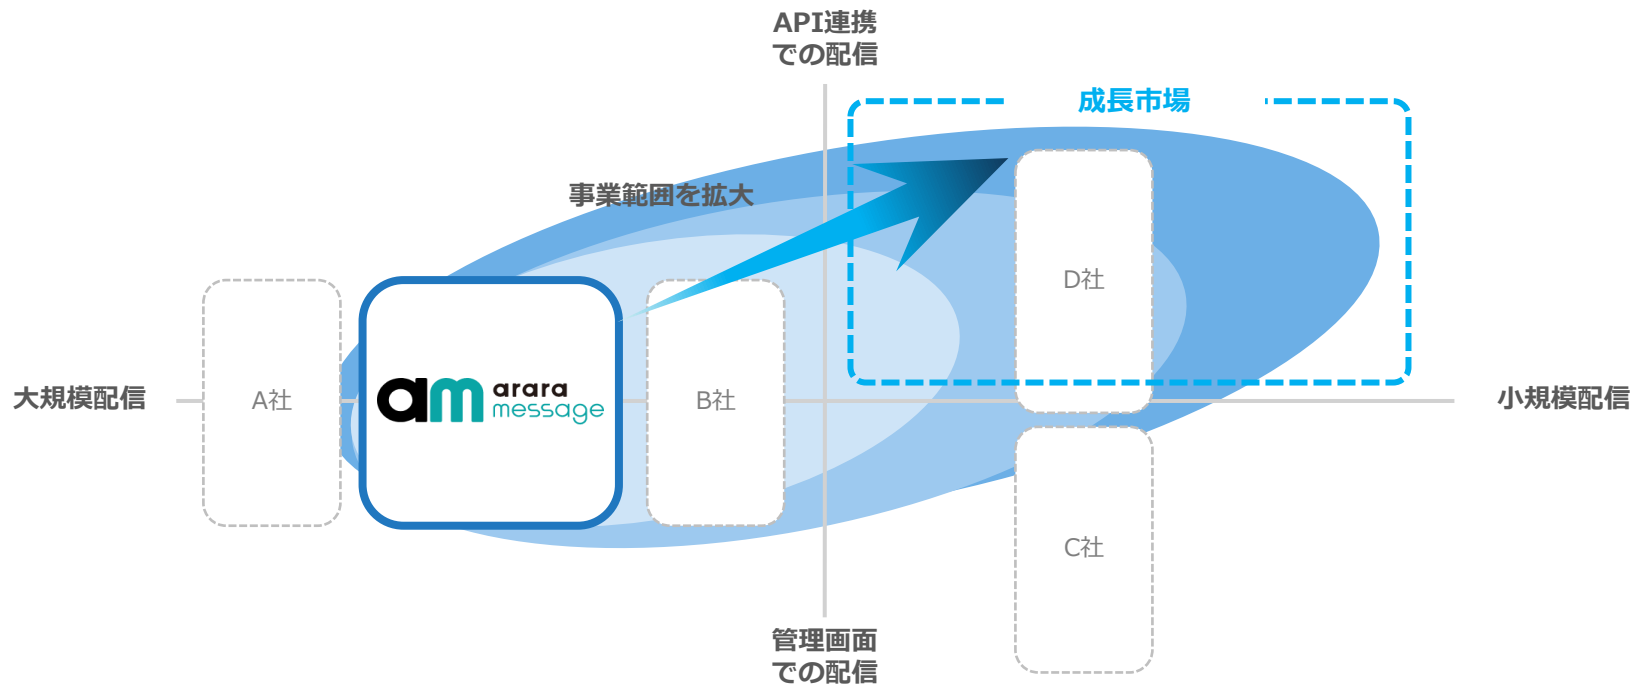 API連携
での配信
成長市場
事業範囲を拡大
D社
大規模配信
A社
am
arara
message
B社
小規模配信
C社
管理画面
での配信